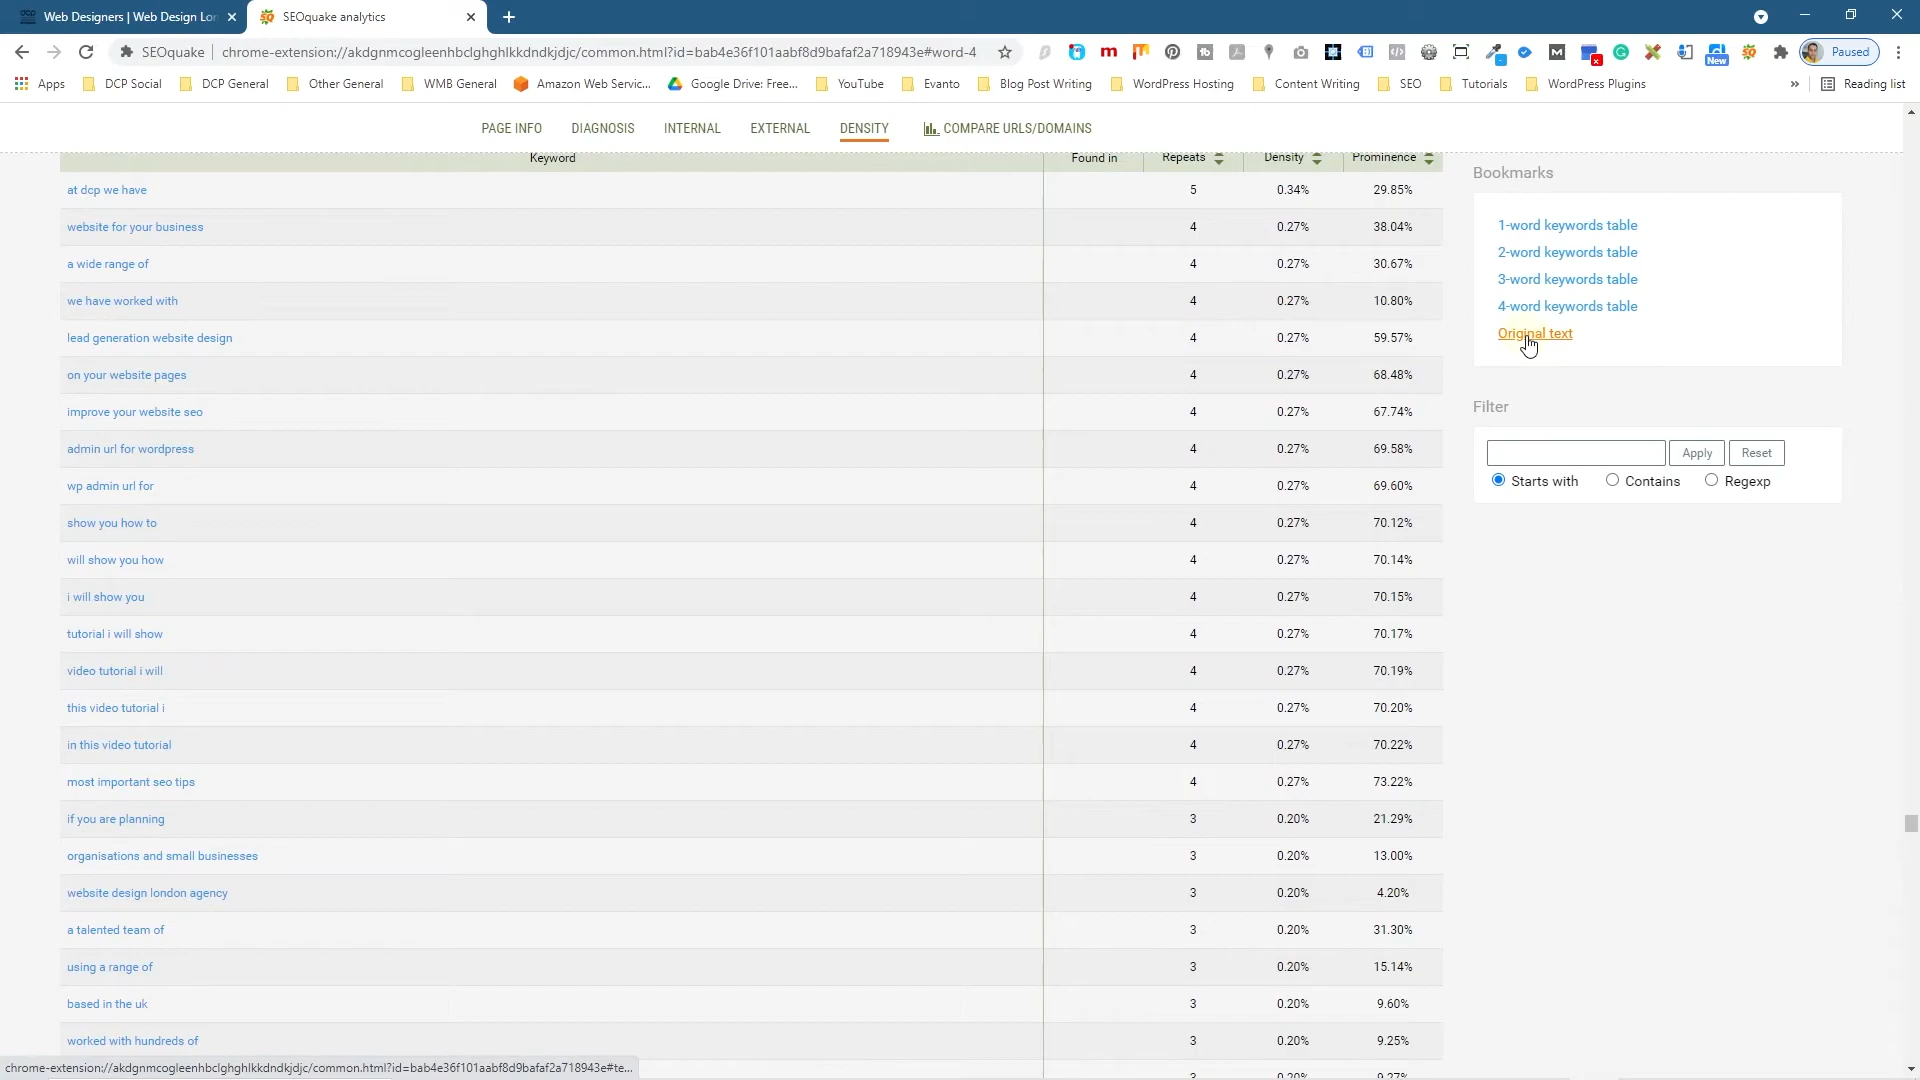 Web Designers | Web Design Lon
SEOquake analytics
SEOquake
chrome-extension://akdgnmcogleenhbclghghlkkdndkjdjc/common.html?id=bab4e36f101aabf8d9bafaf2a718943e#word-4
New
Paused
Apps
DCP Social
DCP General
Other General
WMB General
Amazon Web Servic...
Google Drive: Free...
YouTube
Evanto
Blog Post Writing
WordPress Hosting
Content Writing
SEO
Tutorials
WordPress Plugins
»
Reading list
PAGE INFO
DIAGNOSIS
INTERNAL
EXTERNAL
DENSITY
COMPARE URLS/DOMAINS
Keyword Found in Repeats Density Prominence
at dcp we have 5 0.34% 29.85%
website for your business 4 0.27% 38.04%
a wide range of 4 0.27% 30.67%
we have worked with 4 0.27% 10.80%
lead generation website design 4 0.27% 59.57%
on your website pages 4 0.27% 68.48%
improve your website seo 4 0.27% 67.74%
admin url for wordpress 4 0.27% 69.58%
wp admin url for 4 0.27% 69.60%
show you how to 4 0.27% 70.12%
will show you how 4 0.27% 70.14%
i will show you 4 0.27% 70.15%
tutorial i will show 4 0.27% 70.17%
video tutorial i will 4 0.27% 70.19%
this video tutorial i 4 0.27% 70.20%
in this video tutorial 4 0.27% 70.22%
most important seo tips 4 0.27% 73.22%
if you are planning 3 0.20% 21.29%
organisations and small businesses 3 0.20% 13.00%
website design london agency 3 0.20% 4.20%
a talented team of 3 0.20% 31.30%
using a range of 3 0.20% 15.14%
based in the uk 3 0.20% 9.60%
worked with hundreds of 3 0.20% 9.25%
3 0.20% 9.27%
Bookmarks
1-word keywords table
2-word keywords table
3-word keywords table
4-word keywords table
Original text
Filter
Apply
Reset
Starts with
Contains
Regexp
chrome-extension://akdgnmcogleenhbclghghlkkdndkjdjc/common.html?id=bab4e36f101aabf8d9bafaf2a718943e#te...